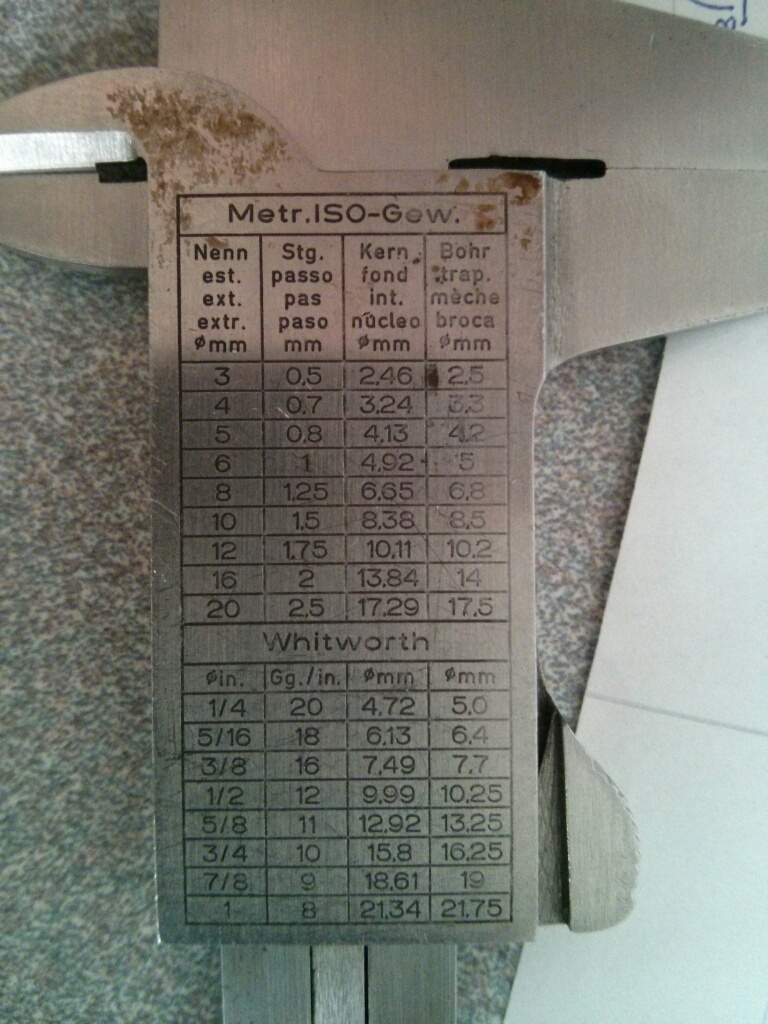 Metr.ISO-Gew.
Nenn Stg. Kern. Bohr
est. passo fond trap.
ext. pas int. mèche
extr. paso núcleo broca
ømm mm ømm ømm
3 0,5 2,46 2,5
4 0,7 3,24 3,3
5 0,8 4,13 4,2
6 1 4,92 5
8 1,25 6,65 6,8
10 1,5 8,38 8,5
12 1,75 10,11 10,2
16 2 13,84 14
20 2,5 17,29 17,5
Whitworth
øin. Gg./in. ømm ømm
1/4 20 4,72 5,0
5/16 18 6,13 6,4
3/8 16 7,49 7,7
1/2 12 9,99 10,25
5/8 11 12,92 13,25
3/4 10 15,8 16,25
7/8 9 18,61 19
1 8 21,34 21,75